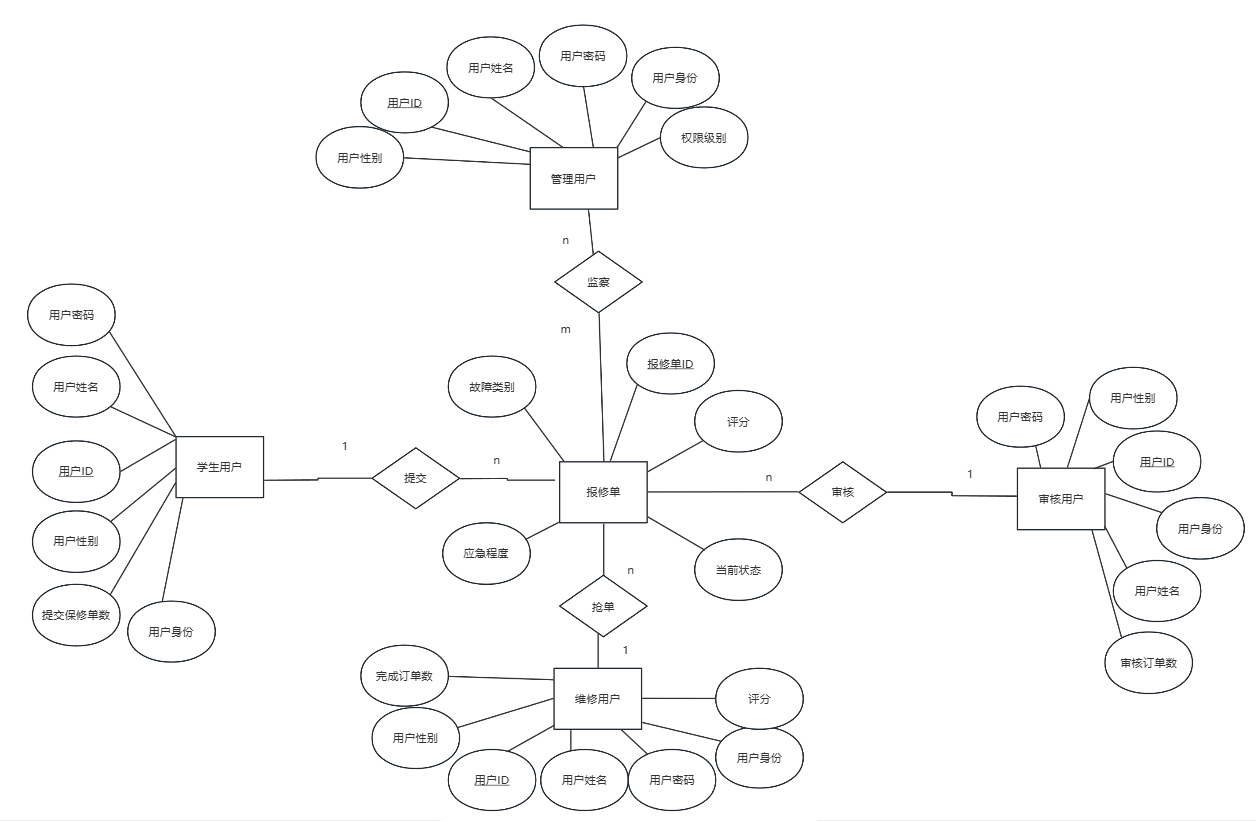 用户密码
用户姓名
用户身份
用户ID
权限级别
用户性别
管理用户
n
监察
m
用户密码
用户姓名
用户ID
用户性别
提交保修单数
用户身份
学生用户
1
提交
n
故障类别
报修单ID
评分
报修单
应急程度
当前状态
n
审核
1
审核用户
用户密码
用户性别
用户ID
用户身份
用户姓名
审核订单数
n
抢单
1
维修用户
完成订单数
用户性别
用户ID
用户姓名
用户密码
用户身份
评分